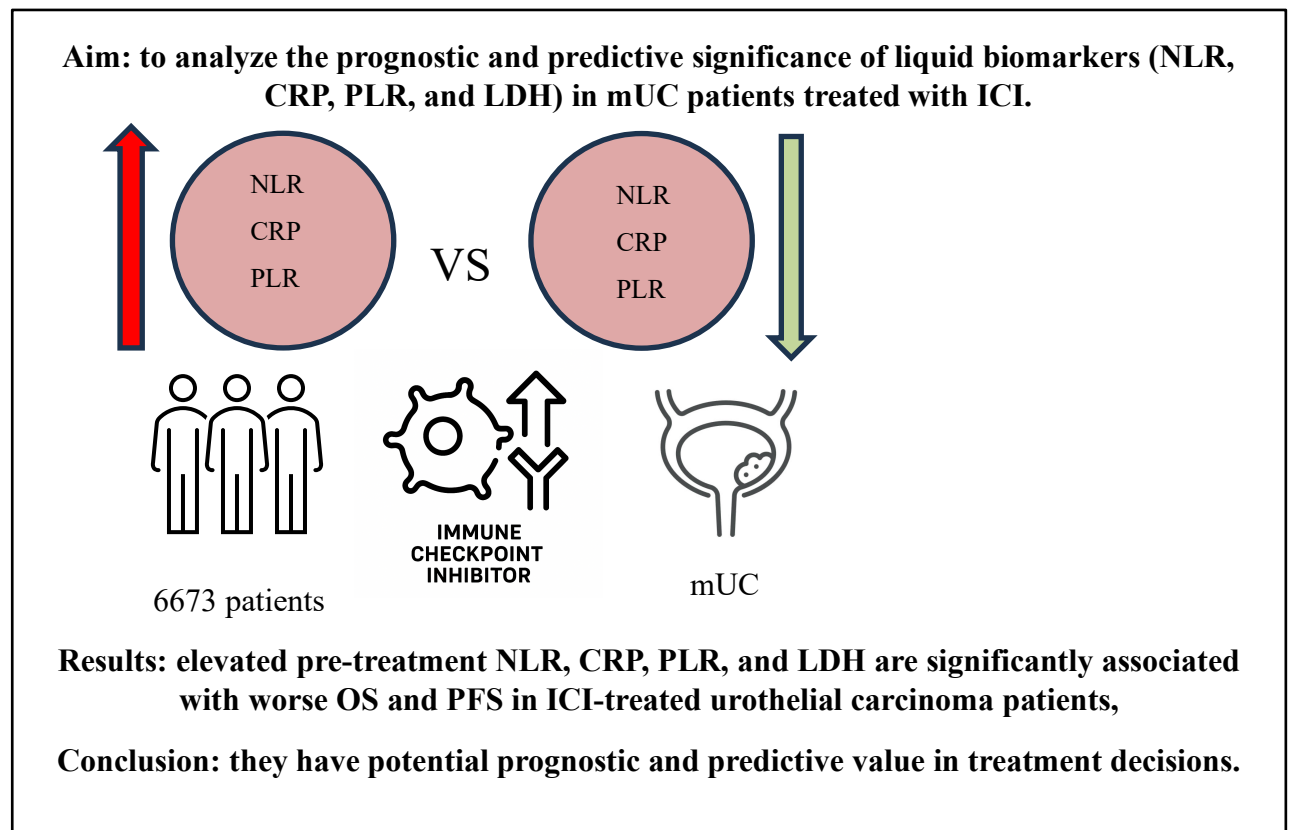 Aim: to analyze the prognostic and predictive significance of liquid biomarkers (NLR,
CRP, PLR, and LDH) in mUC patients treated with ICI.
NLR
CRP
PLR
VS
NLR
CRP
PLR
IMMUNE
CHECKPOINT
INHIBITOR
6673 patients
mUC
Results: elevated pre-treatment NLR, CRP, PLR, and LDH are significantly associated
with worse OS and PFS in ICI-treated urothelial carcinoma patients,
Conclusion: they have potential prognostic and predictive value in treatment decisions.